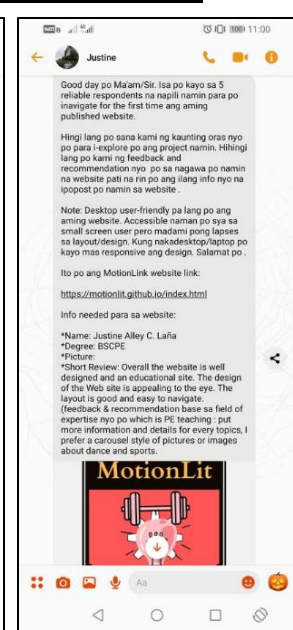 11:00
Justine
Good day po Ma'am/Sir. Isa po kayo sa 5
reliable respondents na napili namin para po
inavigate for the first time ang aming
published website.
Hingi lang po sana kami ng kaunting oras nyo
po para i-explore po ang project namin. Hihingi
lang po kami ng feedback and
recommendation nyo po sa nagawa po namin
na website pati na rin po ang ilang info nyo na
ipopost po namin sa website .
Note: Desktop user-friendly pa lang po ang
aming website. Accessible naman po sya sa
small screen user pero madami pong lapses
sa layout/design. Kung nakadesktop/laptop po
kayo mas responsive ang design. Salamat po .
Ito po ang MotionLink website link:
https://motionlit.github.io/index.html
Info needed para sa website:
*Name: Justine Alley C. Laña
*Degree: BSCPE
*Picture:
*Short Review: Overall the website is well
designed and an educational site. The design
of the Web site is appealing to the eye. The
layout is good and easy to navigate.
(feedback & recommendation base sa field of
expertise nyo po which is PE teaching : put
more information and details for every topics, I
prefer a carousel style of pictures or images
about dance and sports.
MotionLit
Aa